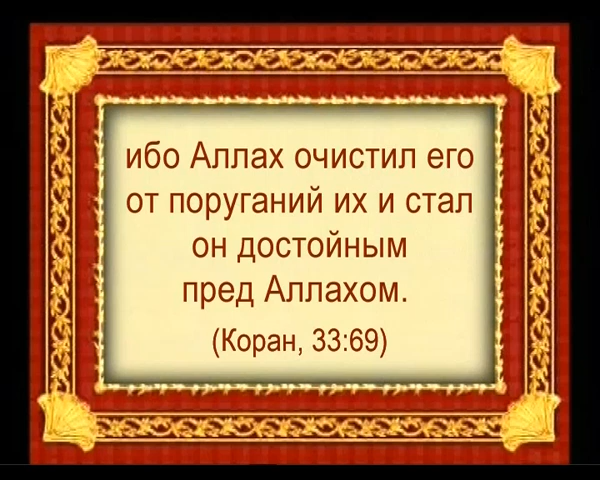 ибо Аллах очистил его
от поруганий их и стал
он достойным
пред Аллахом.
(Коран, 33:69)